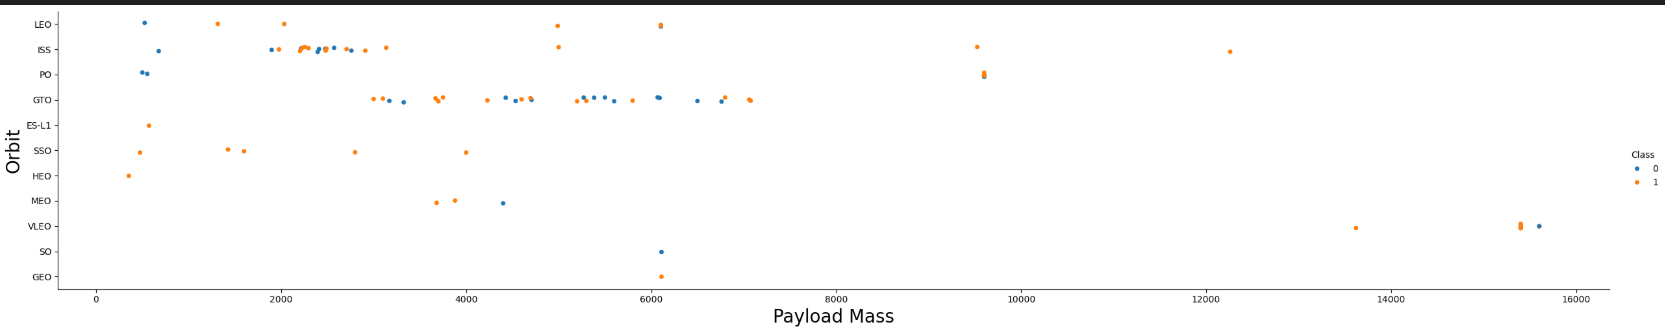 LEO
ISS
PO
GTO
ES-L1
SSO
HEO
MEO
VLEO
SO
GEO
Orbit
0 2000 4000 6000 8000 10000 12000 14000 16000
Payload Mass
Class
0
1